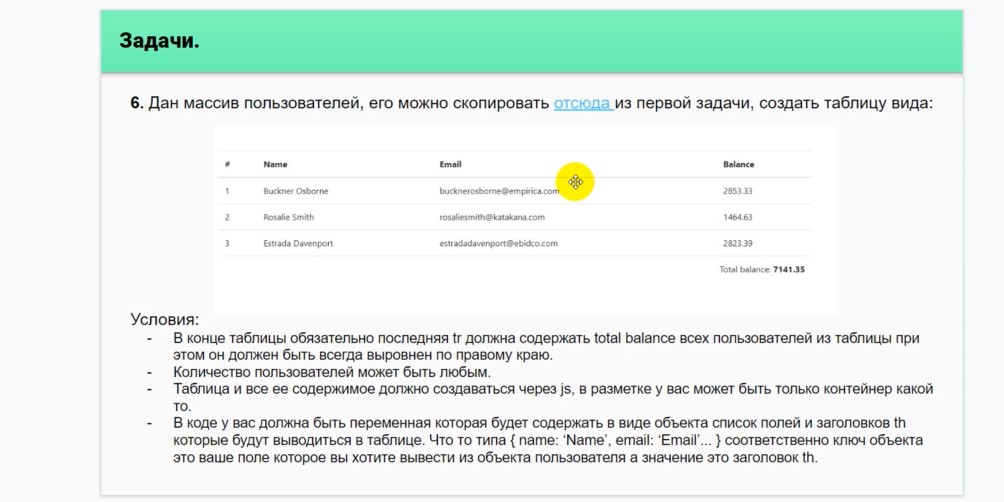 Задачи.
6. Дан массив пользователей, его можно скопировать отсюда из первой задачи, создать таблицу вида:
# Name Email Balance
1 Buckner Osborne bucknerosborne@empirica.com 2853.33
2 Rosalie Smith rosaliesmith@katakana.com 1464.63
3 Estrada Davenport estradadavenport@ebidco.com 2823.39
Total balance: 7141.35
Условия:
- В конце таблицы обязательно последняя tr должна содержать total balance всех пользователей из таблицы при
этом он должен быть всегда выровнен по правому краю.
- Количество пользователей может быть любым.
- Таблица и все ее содержимое должно создаваться через js, в разметке у вас может быть только контейнер какой
то.
- В коде у вас должна быть переменная которая будет содержать в виде объекта список полей и заголовков th
которые будут выводиться в таблице. Что то типа { name: ‘Name’, email: ‘Email’... } соответственно ключ объекта
это ваше поле которое вы хотите вывести из объекта пользователя а значение это заголовок th.